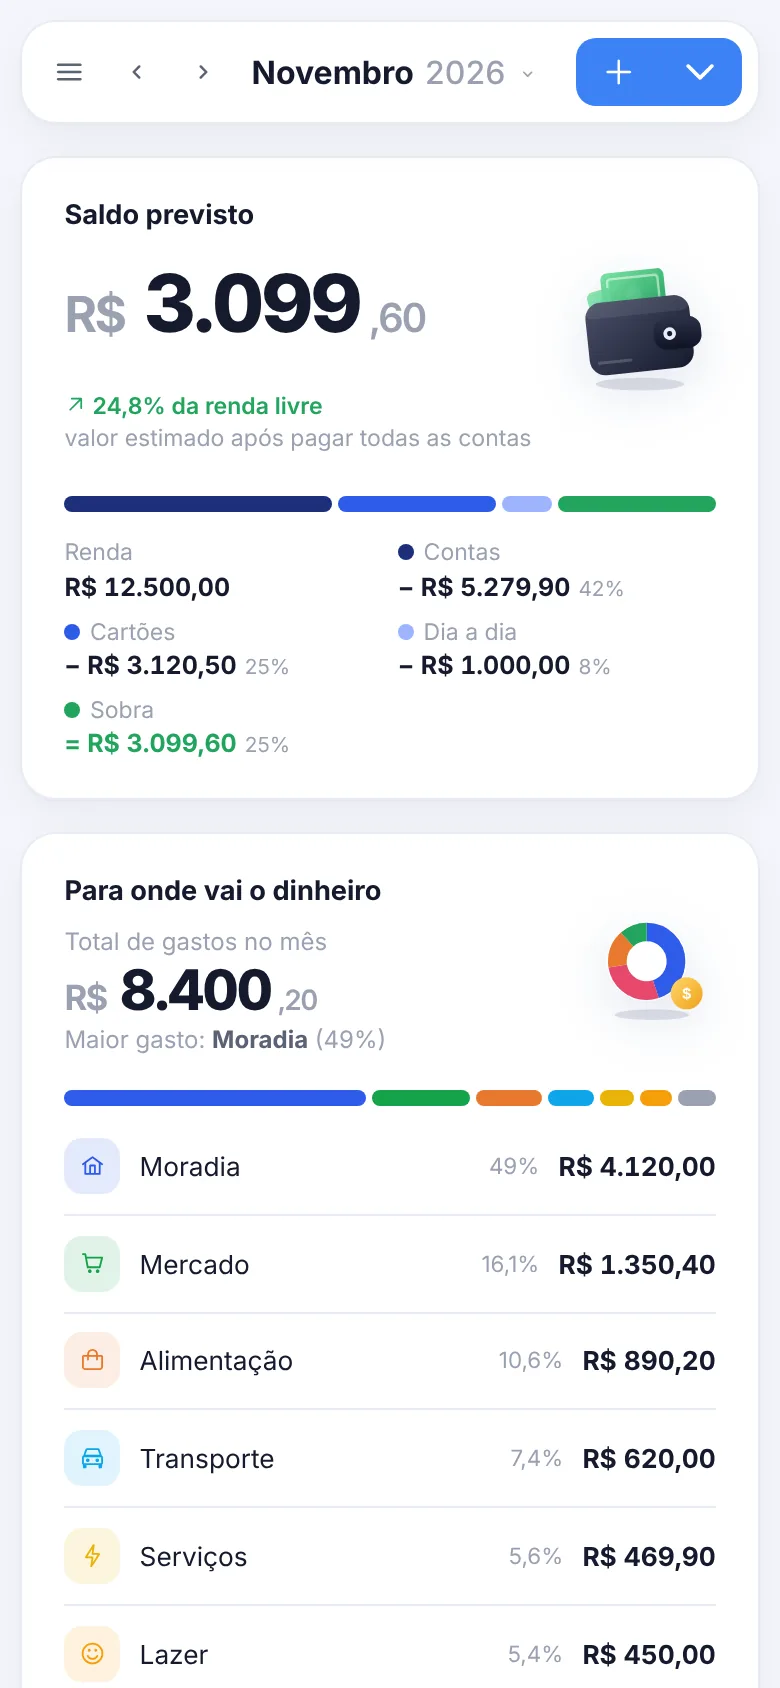 Novembro 2026
Saldo previsto
R$ 3.099,60
24,8% da renda livre
valor estimado após pagar todas as contas
Renda
R$ 12.500,00
Contas
– R$ 5.279,90 42%
Cartões
– R$ 3.120,50 25%
Dia a dia
– R$ 1.000,00 8%
Sobra
= R$ 3.099,60 25%
Para onde vai o dinheiro
Total de gastos no mês
R$ 8.400,20
Maior gasto: Moradia (49%)
$
Moradia 49% R$ 4.120,00
Mercado 16,1% R$ 1.350,40
Alimentação 10,6% R$ 890,20
Transporte 7,4% R$ 620,00
Serviços 5,6% R$ 469,90
Lazer 5,4% R$ 450,00